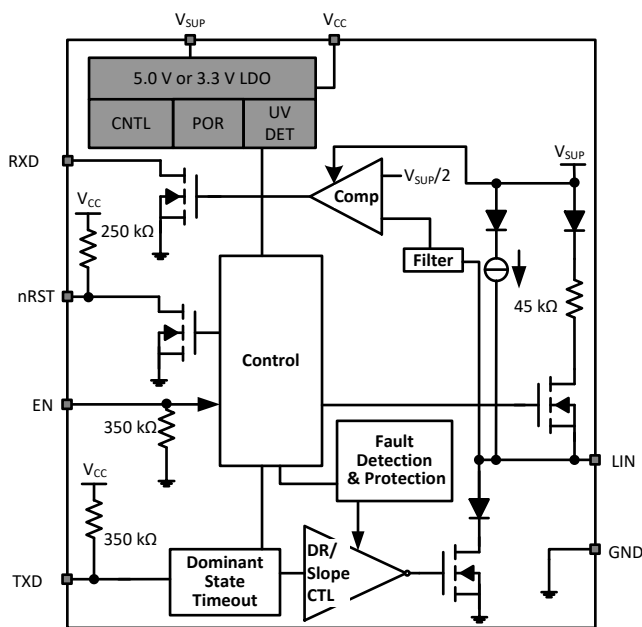 VSUP
VCC
5.0 V or 3.3 V LDO
CNTL
POR
UV
DET
RXD
Comp
VSUP/2
VSUP
VCC
250 kΩ
Filter
45 kΩ
nRST
Control
EN
350 kΩ
Fault
Detection
& Protection
LIN
VCC
350 kΩ
DR/
Slope
CTL
GND
TXD
Dominant
State
Timeout